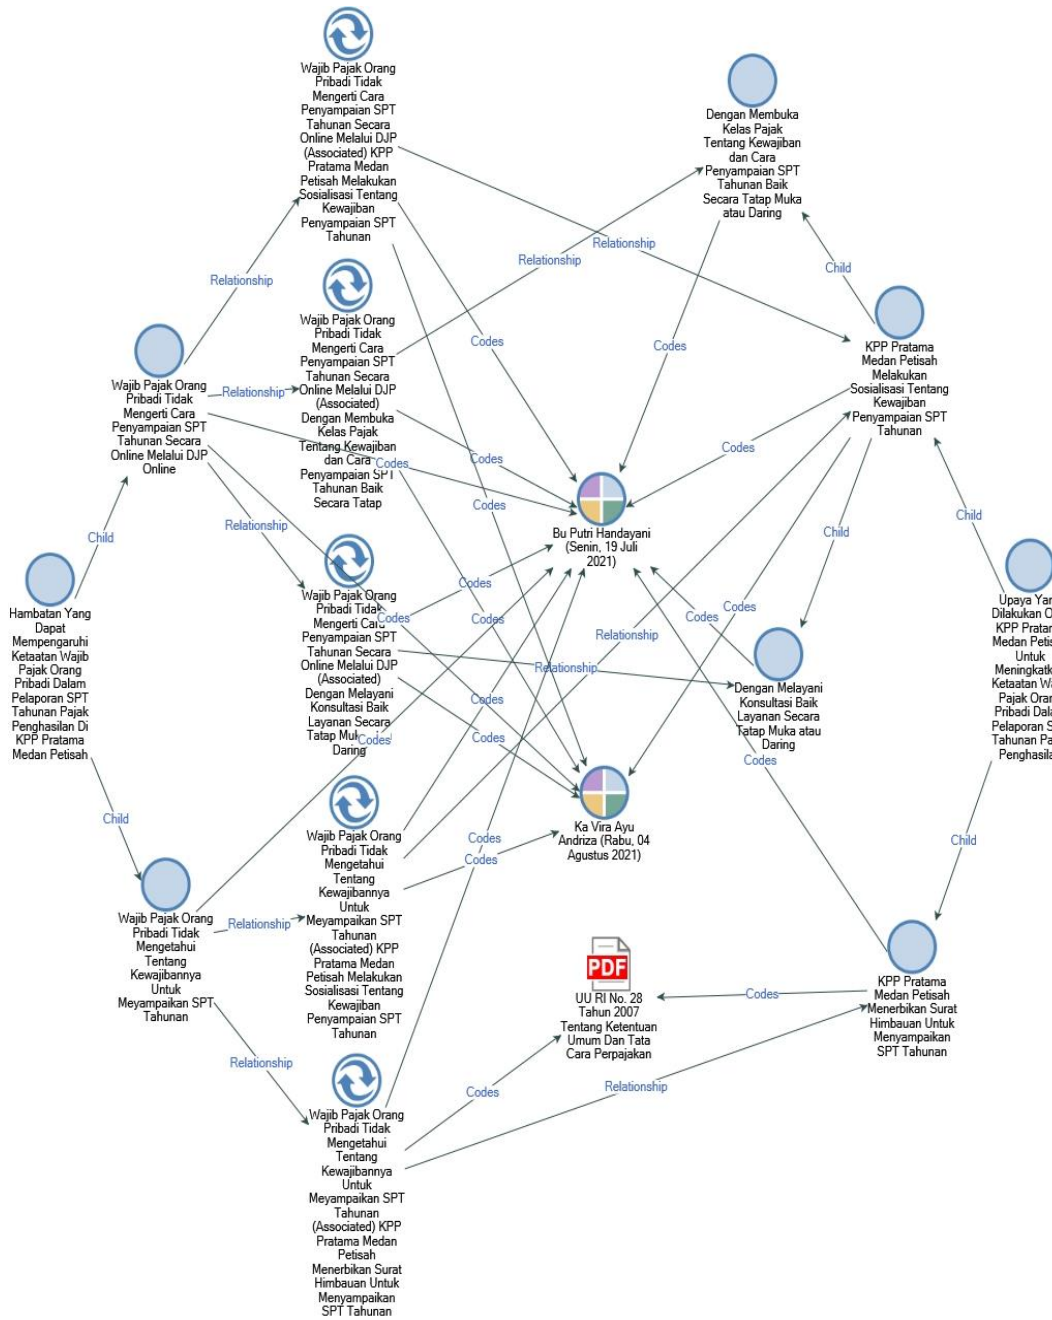 Wajib Pajak Orang
Pribadi Tidak
Mengerti Cara
Penyampaian SPT
Tahunan Secara
Online Melalui DJP
(Associated) KPP
Pratama Medan
Petisah Melakukan
Sosialisasi Tentang
Kewajiban
Penyampaian SPT
Tahunan
Dengan Membuka
Kelas Pajak
Tentang Kewajiban
dan Cara
Penyampaian SPT
Tahunan Baik
Secara Tatap Muka
atau Daring
Relationship
Relationship
Relationship
Child
Wajib Pajak Orang
Pribadi Tidak
Mengerti Cara
Penyampaian SPT
Tahunan Secara
Online Melalui DJP
(Associated)
Dengan Membuka
Kelas Pajak
Tentang Kewajiban
dan Cara
Penyampaian SPT
Tahunan Baik
Secara Tatap
Codes
Codes
KPP Pratama
Medan Petisah
Melakukan
Sosialisasi Tentang
Kewajiban
Penyampaian SPT
Tahunan
Wajib Pajak Orang
Pribadi Tidak
Mengerti Cara
Penyampaian SPT
Tahunan Secara
Online Melalui DJP
Online
Relationship
Codes
Codes
Codes
Codes
Relationship
Bu Putri Handayani
(Senin, 19 Juli
2021)
Child
Child
Hambatan Yang
Dapat
Mempengaruhi
Ketaatan Wajib
Pajak Orang
Pribadi Dalam
Pelaporan SPT
Tahunan Pajak
Penghasilan Di
KPP Pratama
Medan Petisah
Wajib Pajak Orang
Pribadi Tidak
Mengerti Cara
Penyampaian SPT
Tahunan Secara
Online Melalui DJP
(Associated)
Dengan Melayani
Konsultasi Baik
Layanan Secara
Tatap
Daring
Codes
Codes
Codes
Relationship
Codes
Codes
Relationship
Dengan Melayani
Konsultasi Baik
Layanan Secara
Tatap Muka atau
Daring
Upaya
Dilakukan
KPP
Medan
Untuk
Ketaatan
Pajak
Pribadi
Pelaporan
Tahunan
Codes
Codes
Codes
Codes
Child
Child
Ka Vira Ayu
Andriza (Rabu, 04
Agustus 2021)
Codes
Codes
Wajib Pajak Orang
Pribadi Tidak
Mengetahui
Tentang
Kewajibannya
Untuk
Meyampaikan SPT
Tahunan
(Associated) KPP
Pratama Medan
Petisah Melakukan
Sosialisasi Tentang
Kewajiban
Penyampaian SPT
Tahunan
Wajib Pajak Orang
Pribadi Tidak
Mengetahui
Tentang
Kewajibannya
Untuk
Meyampaikan SPT
Tahunan
Relationship
PDF
UU RI No. 28
Tahun 2007
Tentang Ketentuan
Umum Dan Tata
Cara Perpajakan
Codes
KPP Pratama
Medan Petisah
Menerbikan Surat
Himbauan Untuk
Menyampaikan
SPT Tahunan
Relationship
Codes
Relationship
Wajib Pajak Orang
Pribadi Tidak
Mengetahui
Tentang
Kewajibannya
Untuk
Meyampaikan SPT
Tahunan
(Associated) KPP
Pratama Medan
Petisah
Menerbikan Surat
Himbauan Untuk
Menyampaikan
SPT Tahunan